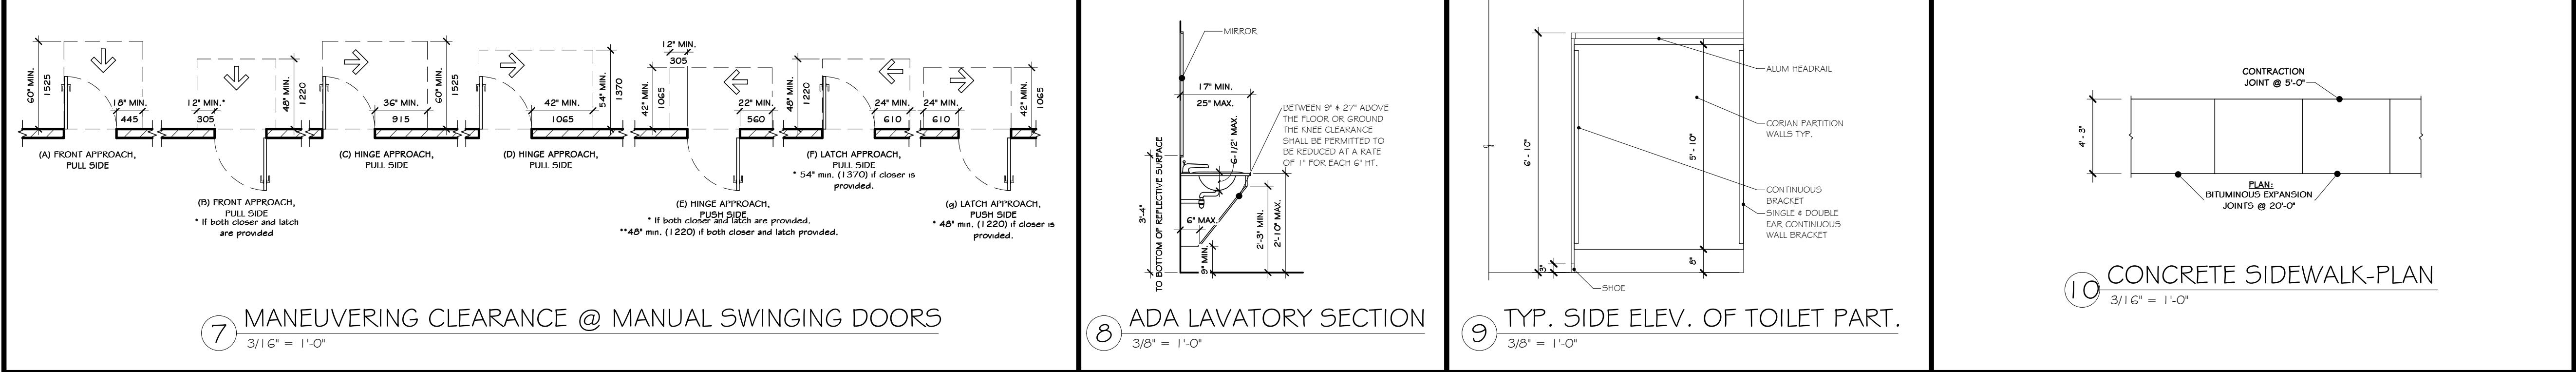 60" MIN.
1525
18" MIN.
445
(A) FRONT APPROACH,
PULL SIDE
12" MIN.*
305
48" MIN.
1220
(B) FRONT APPROACH,
PULL SIDE
* If both closer and latch
are provided
36" MIN.
915
60" MIN.
1525
(C) HINGE APPROACH,
PULL SIDE
42" MIN.
1065
54" MIN.
1370
(D) HINGE APPROACH,
PULL SIDE
12" MIN.
305
42" MIN.
1065
22" MIN.
560
(E) HINGE APPROACH,
PUSH SIDE
* If both closer and latch are provided.
**48" min. (1220) if both closer and latch provided.
48" MIN.
1220
24" MIN.
610
(F) LATCH APPROACH,
PULL SIDE
* 54" min. (1370) if closer is
provided.
24" MIN.
610
42" MIN.
1065
(g) LATCH APPROACH,
PUSH SIDE
* 48" min. (1220) if closer is
provided.
7
MANEUVERING CLEARANCE @ MANUAL SWINGING DOORS
3/16" = 1'-0"
MIRROR
17" MIN.
25" MAX.
BETWEEN 9" & 27" ABOVE
THE FLOOR OR GROUND
THE KNEE CLEARANCE
SHALL BE PERMITTED TO
BE REDUCED AT A RATE
OF 1" FOR EACH 6" HT.
6-1/2' MAX.
3'-4"
TO BOTTOM OF REFLECTIVE SURFACE
6" MAX.
9" MIN.
2'-3" MIN.
2'-10" MAX.
8
ADA LAVATORY SECTION
3/8" = 1'-0"
6' - 10"
5' - 10"
8"
3"
ALUM HEADRAIL
CORIAN PARTITION
WALLS TYP.
CONTINUOUS
BRACKET
SINGLE & DOUBLE
EAR CONTINUOUS
WALL BRACKET
SHOE
9
TYP. SIDE ELEV. OF TOILET PART.
3/8" = 1'-0"
CONTRACTION
JOINT @ 5'-0"
4' - 3"
PLAN:
BITUMINOUS EXPANSION
JOINTS @ 20'-0"
10
CONCRETE SIDEWALK-PLAN
3/16" = 1'-0"